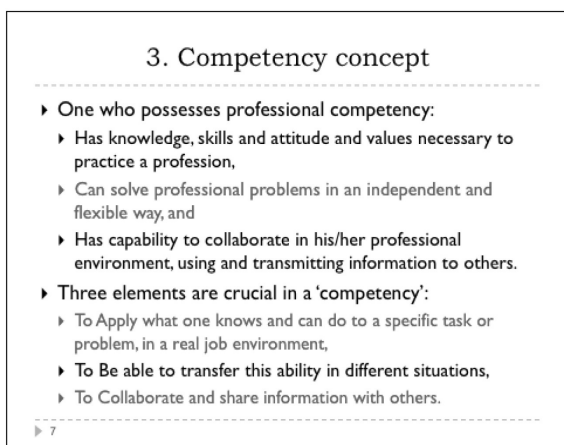 3. Competency concept
One who possesses professional competency:
Has knowledge, skills and attitude and values necessary to
practice a profession,
Can solve professional problems in an independent and
flexible way, and
Has capability to collaborate in his/her professional
environment, using and transmitting information to others.
Three elements are crucial in a ‘competency’:
To Apply what one knows and can do to a specific task or
problem, in a real job environment,
To Be able to transfer this ability in different situations,
To Collaborate and share information with others.
7